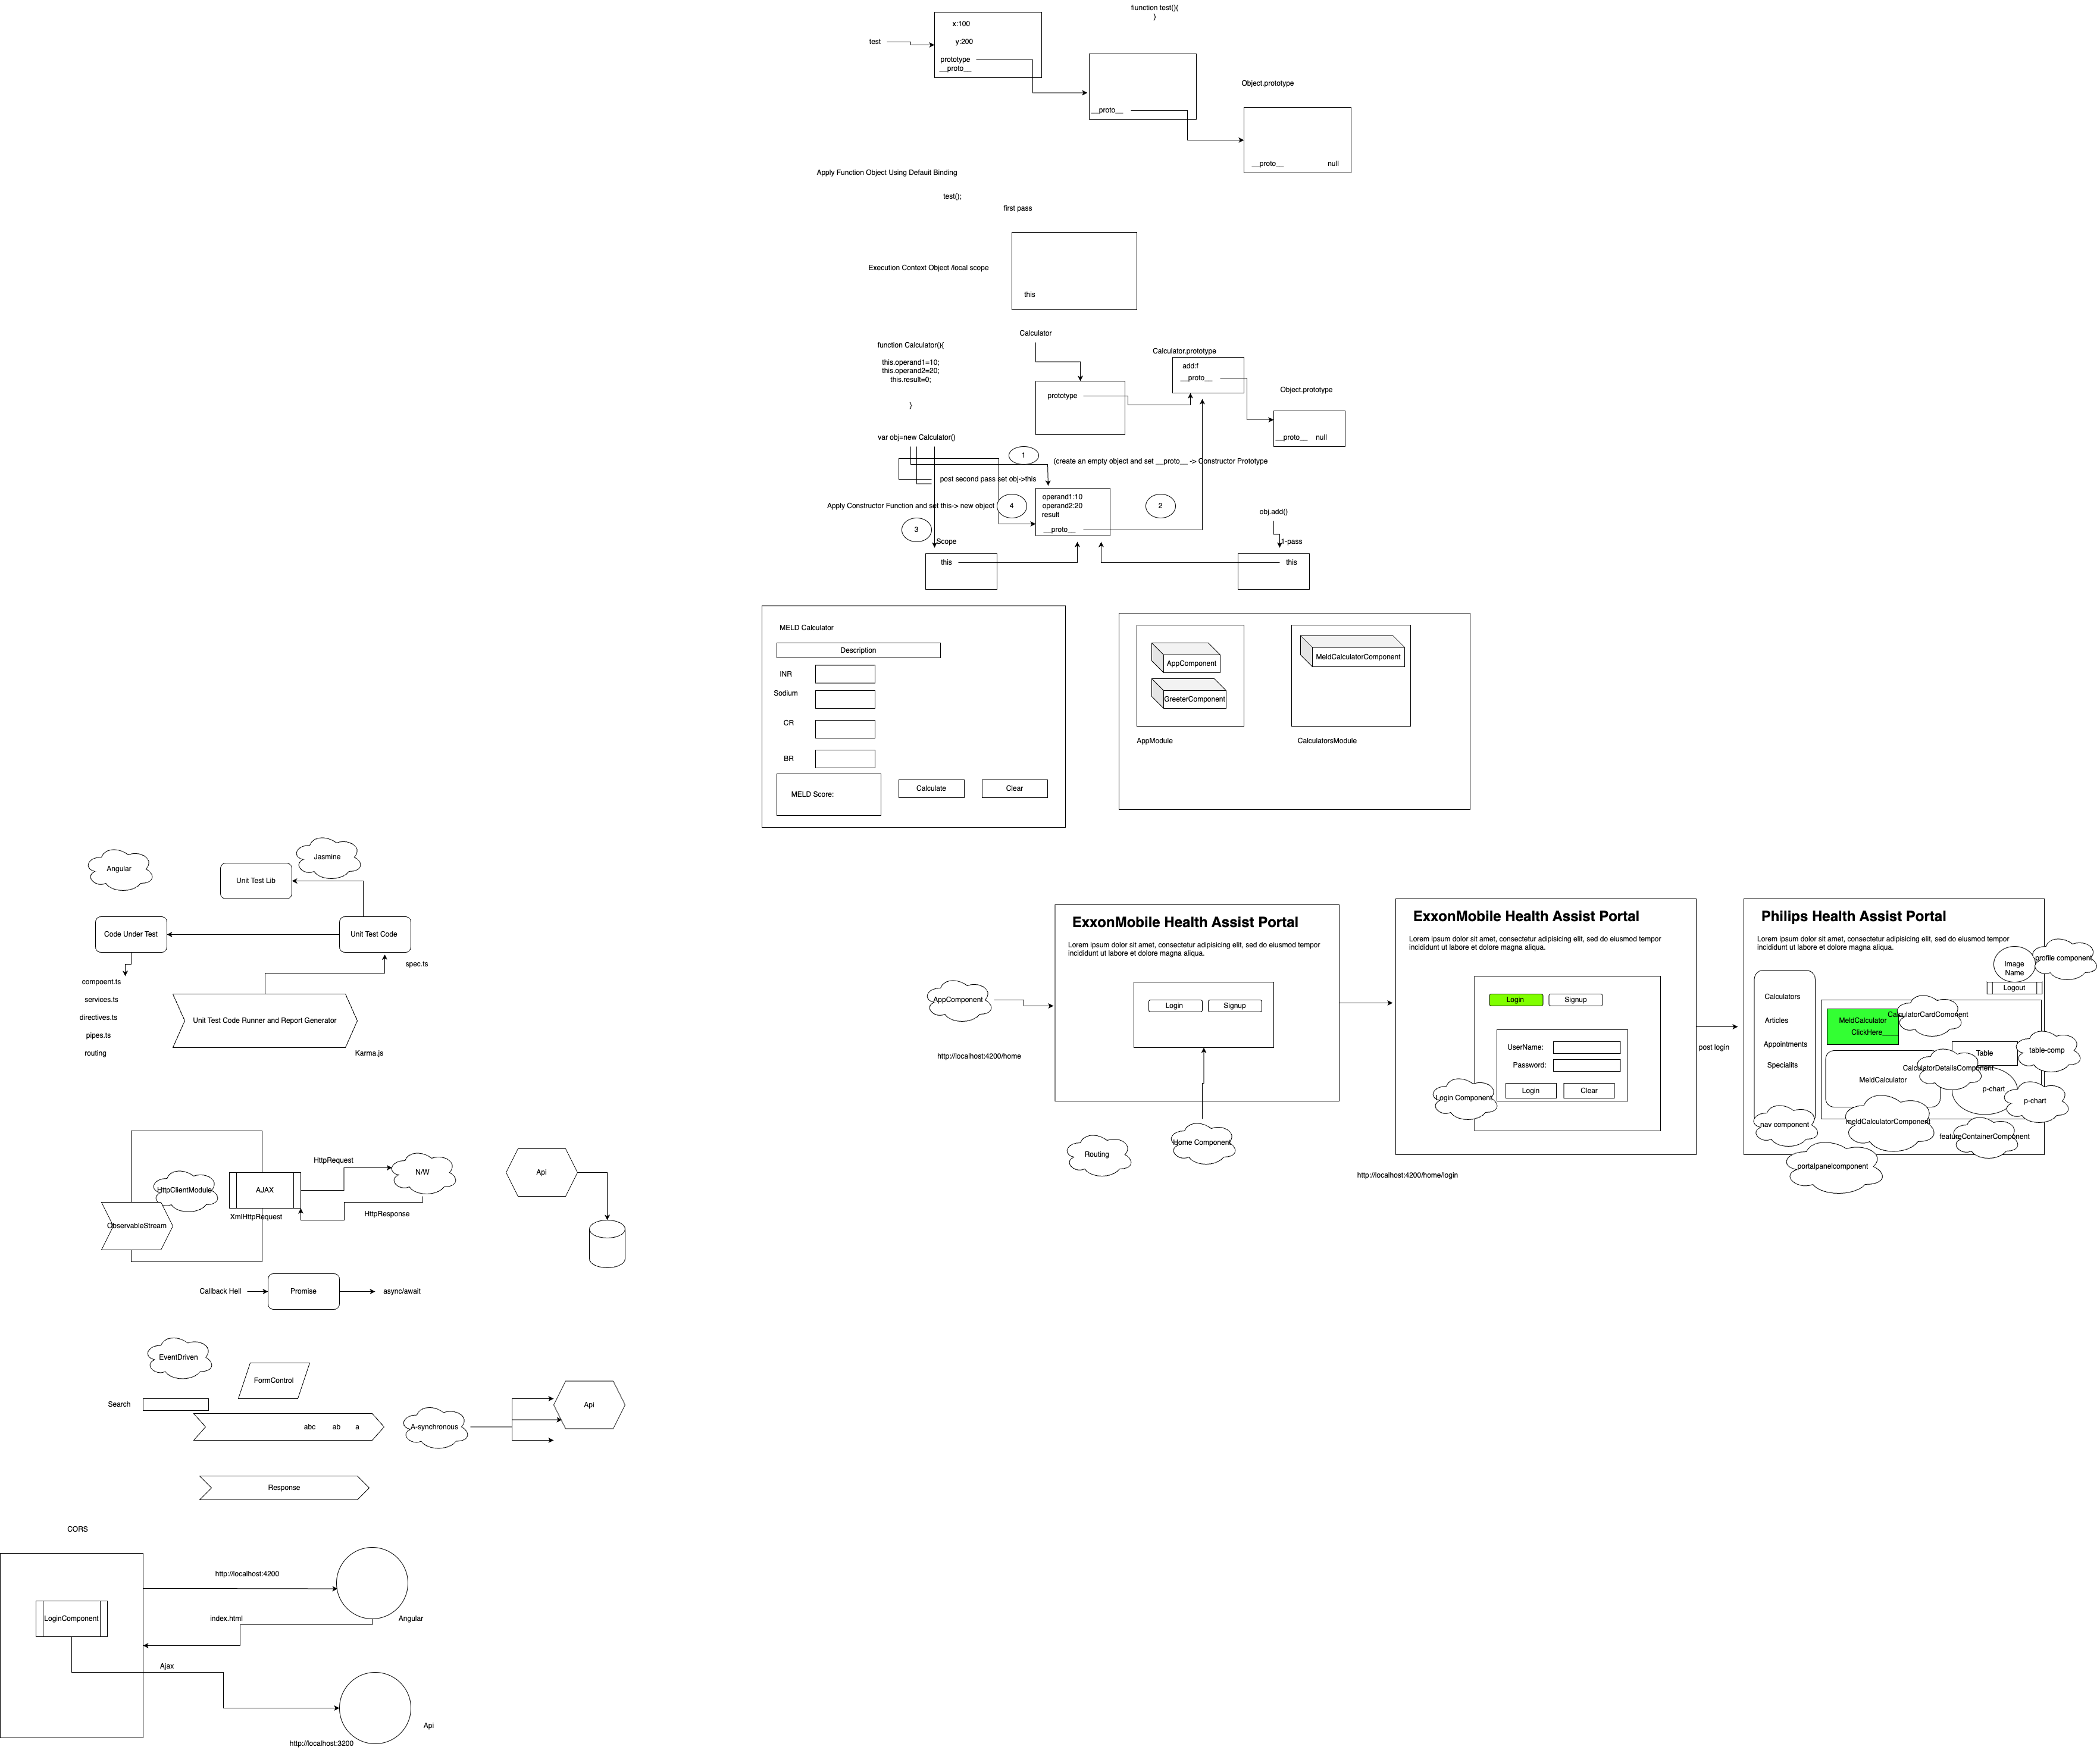 fiunction test(){
}
x:100
y:200
test
prototype
__proto__
Object.prototype
__proto__
__proto__
null
Apply Function Object Using Defauit Binding
test();
first pass
Execution Context Object /local scope
this
Calculator
function Calculator(){
this.operand1=10;
this.operand2=20;
this.result=0;
}
Calculator.prototype
add:f
__proto__
Object.prototype
prototype
__proto__
null
var obj=new Calculator()
1
(create an empty object and set __proto__ -> Constructor Prototype
post second pass set obj->this
Apply Constructor Function and set this-> new object
4
operand1:10
operand2:20
result
__proto__
2
obj.add()
3
Scope
1-pass
this
this
MELD Calculator
Description
INR
Sodium
CR
BR
MELD Score:
Calculate
Clear
AppComponent
GreeterComponent
AppModule
MeldCalculatorComponent
CalculatorsModule
Angular
Jasmine
Unit Test Lib
Code Under Test
Unit Test Code
spec.ts
compoent.ts
services.ts
directives.ts
pipes.ts
routing
Unit Test Code Runner and Report Generator
Karma.js
AppComponent
http://localhost:4200/home
ExxonMobile Health Assist Portal
Lorem ipsum dolor sit amet, consectetur adipisicing elit, sed do eiusmod tempor
incididunt ut labore et dolore magna aliqua.
Login
Signup
Home Component
Routing
ExxonMobile Health Assist Portal
Lorem ipsum dolor sit amet, consectetur adipisicing elit, sed do eiusmod tempor
incididunt ut labore et dolore magna aliqua.
Login
Signup
UserName:
Password:
Login
Clear
Login Component
http://localhost:4200/home/login
post login
Philips Health Assist Portal
Lorem ipsum dolor sit amet, consectetur adipisicing elit, sed do eiusmod tempor
incididunt ut labore et dolore magna aliqua.
Image
Name
profile component
Logout
Calculators
Articles
Appointments
Specialits
MeldCalculator
ClickHere___
CalculatorCardComonent
Table
table-comp
CalculatorDetailsComponent
MeldCalculator
p-chart
p-chart
nav component
meldCalculatorComponent
featureContainerComponent
portalpanelcomponent
HttpClientModule
ObservableStream
AJAX
XmlHttpRequest
HttpRequest
N/W
HttpResponse
Api
Callback Hell
Promise
async/await
EventDriven
FormControl
Search
abc
ab
a
A-synchronous
Api
Response
CORS
http://localhost:4200
LoginComponent
index.html
Angular
Ajax
Api
http://localhost:3200